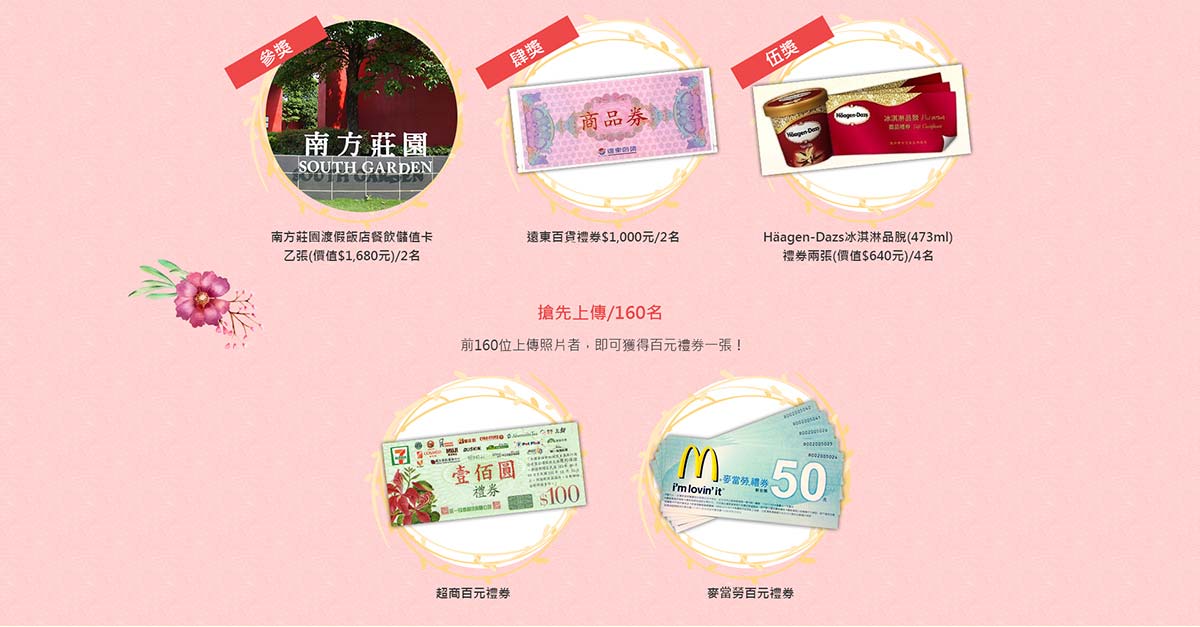 參獎
肆獎
伍獎
南方莊園
SOUTH GARDEN
商品券
遠東百貨
Häagen-Dazs
Häagen-Dazs
冰淇淋品脫
商品禮券 Gift Certificate
南方莊園渡假飯店餐飲儲值卡
乙張(價值$1,680元)/2名
遠東百貨禮券$1,000元/2名
Häagen-Dazs冰淇淋品脫(473ml)
禮券兩張(價值$640元)/4名
搶先上傳/160名
前160位上傳照片者，即可獲得百元禮券一張！
壹佰圓
禮券
$100
i'm lovin' it
麥當勞禮券
50
元
超商百元禮券
麥當勞百元禮券